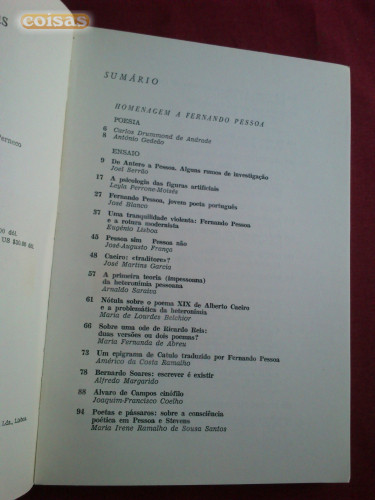 coisas
SUMÁRIO
HOMENAGEM A FERNANDO PESSOA
POESIA
6 Carlos Drummond de Andrade
8 António Gedeão
ENSAIO
9 De Antero a Pessoa. Alguns rumos de investigação
Joel Serrão
17 A psicologia das figuras artificiais
Leyla Perrone-Moisés
27 Fernando Pessoa, jovem poeta português
José Blanco
37 Uma tranquilidade violenta: Fernando Pessoa
e a rotura modernista
Eugénio Lisboa
45 Pessoa sim Pessoa não
José-Augusto França
48 Caeiro: «traditore»?
José Martins Garcia
57 A primeira teoria (impessoana)
da heteronímia pessoana
Arnaldo Saraiva
61 Nótula sobre o poema XIX de Alberto Caeiro
e a problemática da heteronímia
Maria de Lourdes Belchior
66 Sobre uma ode de Ricardo Reis:
duas versões ou dois poemas?
Maria Fernanda de Abreu
73 Um epigrama de Catulo traduzido por Fernando Pessoa
Américo da Costa Ramalho
78 Bernardo Soares: escrever é existir
Alfredo Margarido
88 Álvaro de Campos cinéfilo
Joaquim-Francisco Coelho
94 Poetas e pássaros: sobre a consciência
poética em Pessoa e Stevens
Maria Irene Ramalho de Sousa Santos
US $20.00
Lda., Lisboa